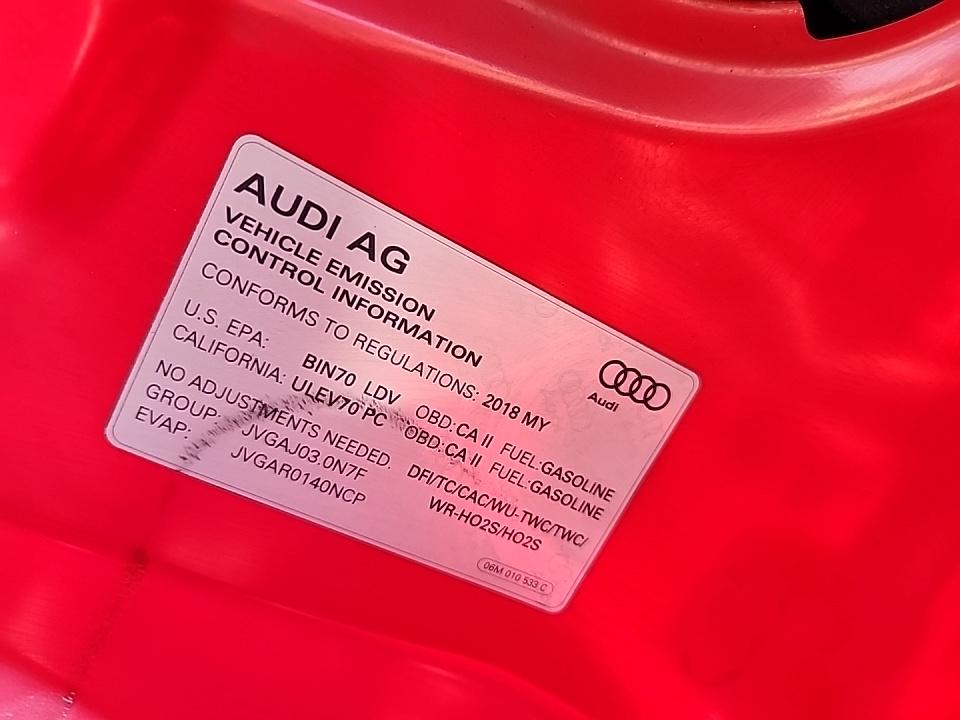 AUDI AG
VEHICLE EMISSION
CONTROL INFORMATION
CONFORMS TO REGULATIONS: 2018 MY
U.S. EPA: BIN70 LDV OBD:CA II FUEL:GASOLINE
CALIFORNIA: ULEV70 PC OBD:CA II FUEL:GASOLINE
NO ADJUSTMENTS NEEDED.
GROUP: JVGAJ03.0N7F DFI/TC/CAC/WU-TWC/TWC/
EVAP: JVGAR0140NCP WR-HO2S/HO2S
Audi
06M 010 533 C